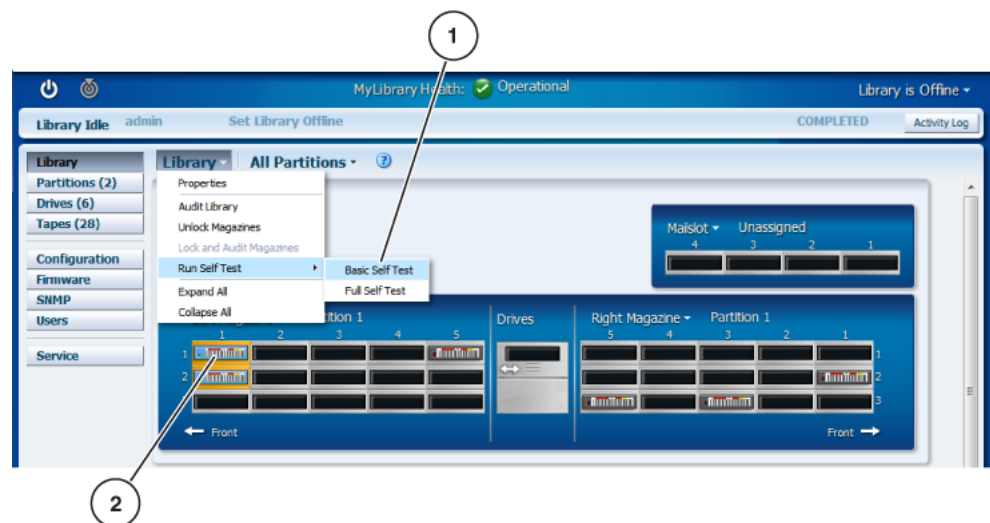 1
MyLibrary Health: Operational
Library is Offine
Library Idle admin Set Library Offline COMPLETED Activity Log
Library
Partitions (2)
Drives (6)
Tapes (28)
Configuration
Firmware
SNMP
Users
Service
Library All Partitions ?
Properties
Audit Library
Unlock Magazines
Lock and Audit Magazines
Run Self Test
Expand All
Collapse All
Basic Self Test
Full Self Test
Mailslot Unassigned
4 3 2 1
Partition 1
1 2 3 4 5
1
2
Front
Drives
Right Magazine Partition 1
5 4 3 2 1
1
2
3
Front
2